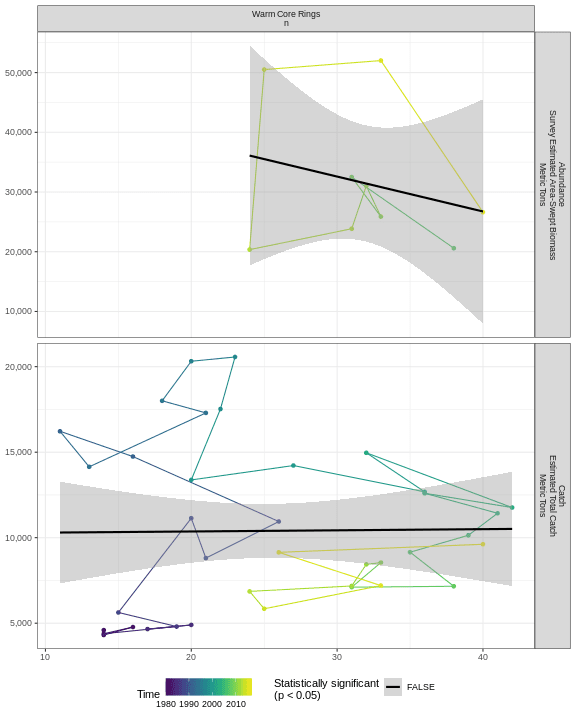 Warm Core Rings
n
50,000
40,000
30,000
20,000
10,000
Abundance
Survey Estimated Area-Swept Biomass
Metric Tons
20,000
15,000
10,000
5,000
Catch
Estimated Total Catch
Metric Tons
10
20
30
40
Time
1980 1990 2000 2010
Statistically significant
(p < 0.05)
FALSE